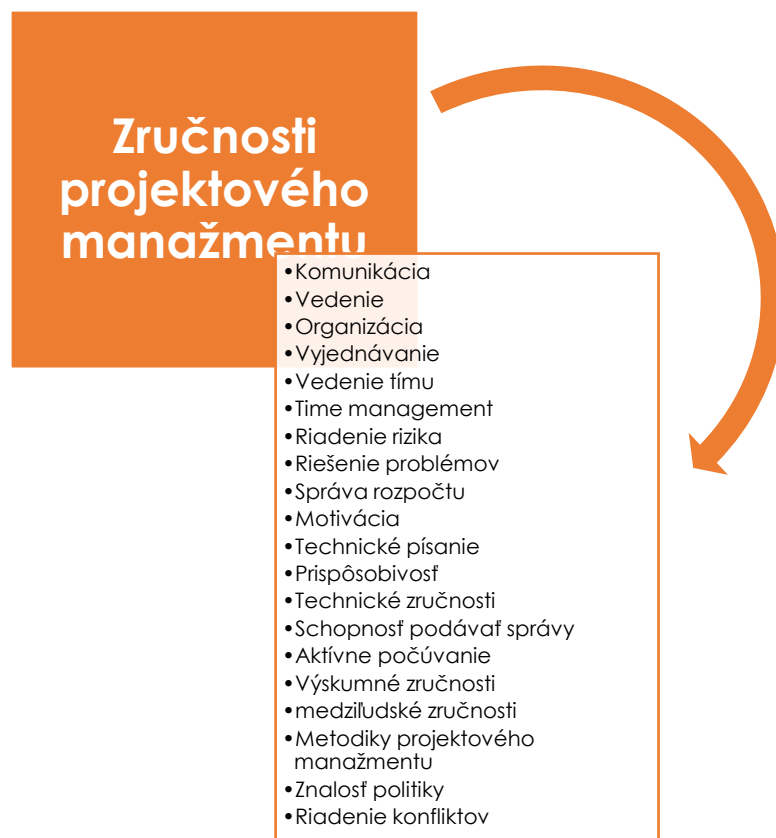 Zručnosti
projektového
manažmentu
•Komunikácia
•Vedenie
•Organizácia
•Vyjednávanie
•Vedenie tímu
•Time management
•Riadenie rizika
•Riešenie problémov
•Správa rozpočtu
•Motivácia
•Technické písanie
•Prispôsobivosť
•Technické zručnosti
•Schopnosť podávať správy
•Aktívne počúvanie
•Výskumné zručnosti
•medziľudské zručnosti
•Metodiky projektového
manažmentu
•Znalosť politiky
•Riadenie konfliktov